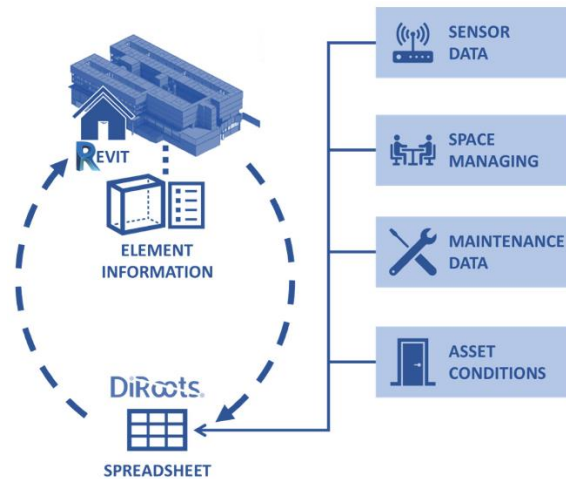 REVIT
ELEMENT
INFORMATION
DiRoots.
SPREADSHEET
SENSOR
DATA
SPACE
MANAGING
MAINTENANCE
DATA
ASSET
CONDITIONS